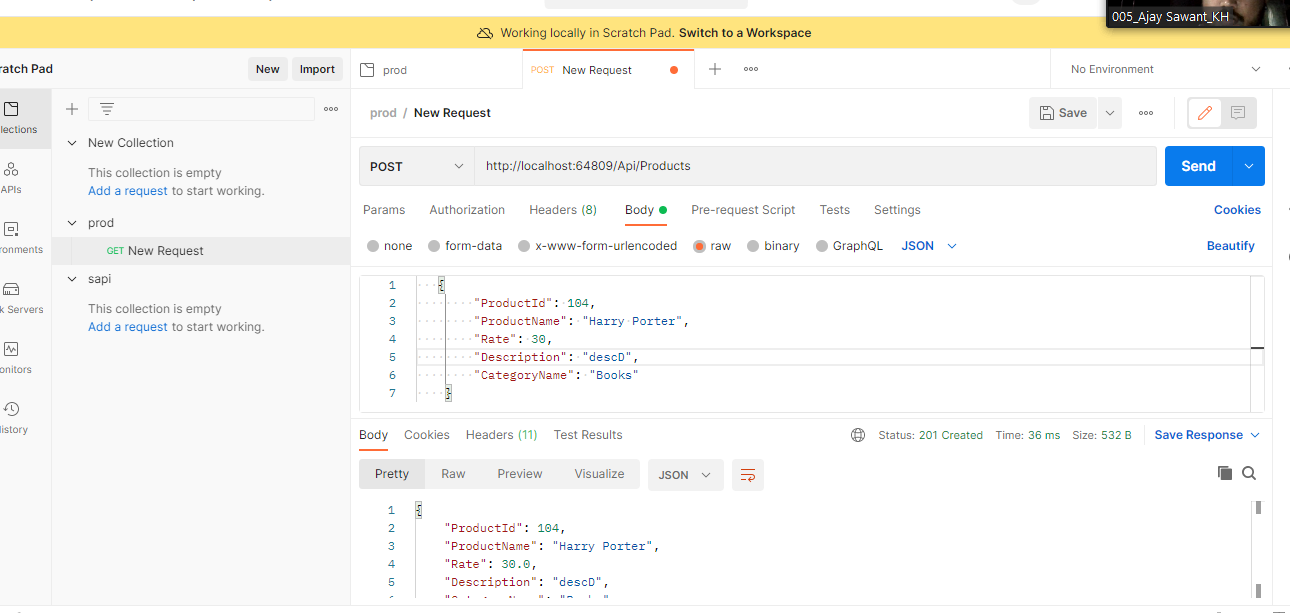 005_Ajay Sawant_KH
Working locally in Scratch Pad. Switch to a Workspace
ratch Pad New Import
prod
POST New Request
No Environment
prod / New Request
Save
lections
New Collection
This collection is empty
Add a request to start working.
APIs
prod
GET New Request
ronments
sapi
This collection is empty
Add a request to start working.
k Servers
onitors
istory
POST http://localhost:64809/Api/Products Send
Params Authorization Headers (8) Body Pre-request Script Tests Settings Cookies
none form-data x-www-form-urlencoded raw binary GraphQL JSON Beautify
1 {
2 "ProductId": 104,
3 "ProductName": "Harry Porter",
4 "Rate": 30,
5 "Description": "descD",
6 "CategoryName": "Books"
7 }
Body Cookies Headers (11) Test Results Status: 201 Created Time: 36 ms Size: 532 B Save Response
Pretty Raw Preview Visualize JSON
1 {
2 "ProductId": 104,
3 "ProductName": "Harry Porter",
4 "Rate": 30.0,
5 "Description": "descD",